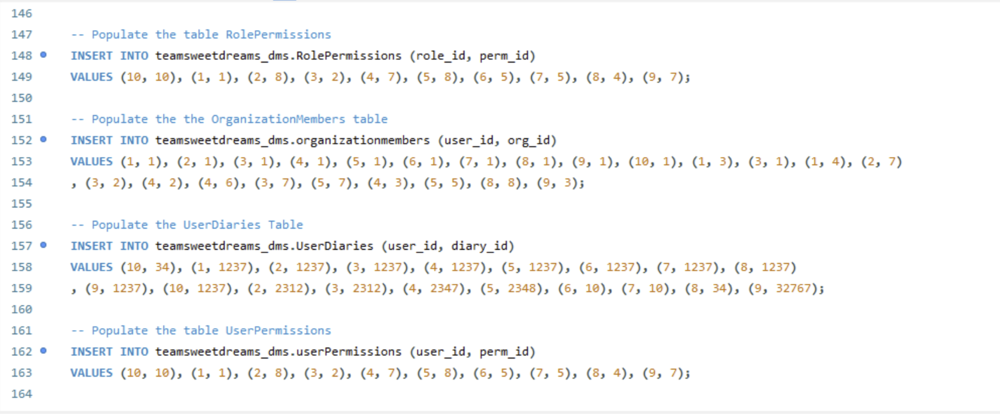 146
147 -- Populate the table RolePermissions
148 INSERT INTO teamsweetdreams_dms.RolePermissions (role_id, perm_id)
149 VALUES (10, 10), (1, 1), (2, 8), (3, 2), (4, 7), (5, 8), (6, 5), (7, 5), (8, 4), (9, 7);
150
151 -- Populate the the OrganizationMembers table
152 INSERT INTO teamsweetdreams_dms.organizationmembers (user_id, org_id)
153 VALUES (1, 1), (2, 1), (3, 1), (4, 1), (5, 1), (6, 1), (7, 1), (8, 1), (9, 1), (10, 1), (1, 3), (3, 1), (1, 4), (2, 7)
154 , (3, 2), (4, 2), (4, 6), (3, 7), (5, 7), (4, 3), (5, 5), (8, 8), (9, 3);
155
156 -- Populate the UserDiaries Table
157 INSERT INTO teamsweetdreams_dms.UserDiaries (user_id, diary_id)
158 VALUES (10, 34), (1, 1237), (2, 1237), (3, 1237), (4, 1237), (5, 1237), (6, 1237), (7, 1237), (8, 1237)
159 , (9, 1237), (10, 1237), (2, 2312), (3, 2312), (4, 2347), (5, 2348), (6, 10), (7, 10), (8, 34), (9, 32767);
160
161 -- Populate the table UserPermissions
162 INSERT INTO teamsweetdreams_dms.userPermissions (user_id, perm_id)
163 VALUES (10, 10), (1, 1), (2, 8), (3, 2), (4, 7), (5, 8), (6, 5), (7, 5), (8, 4), (9, 7);
164